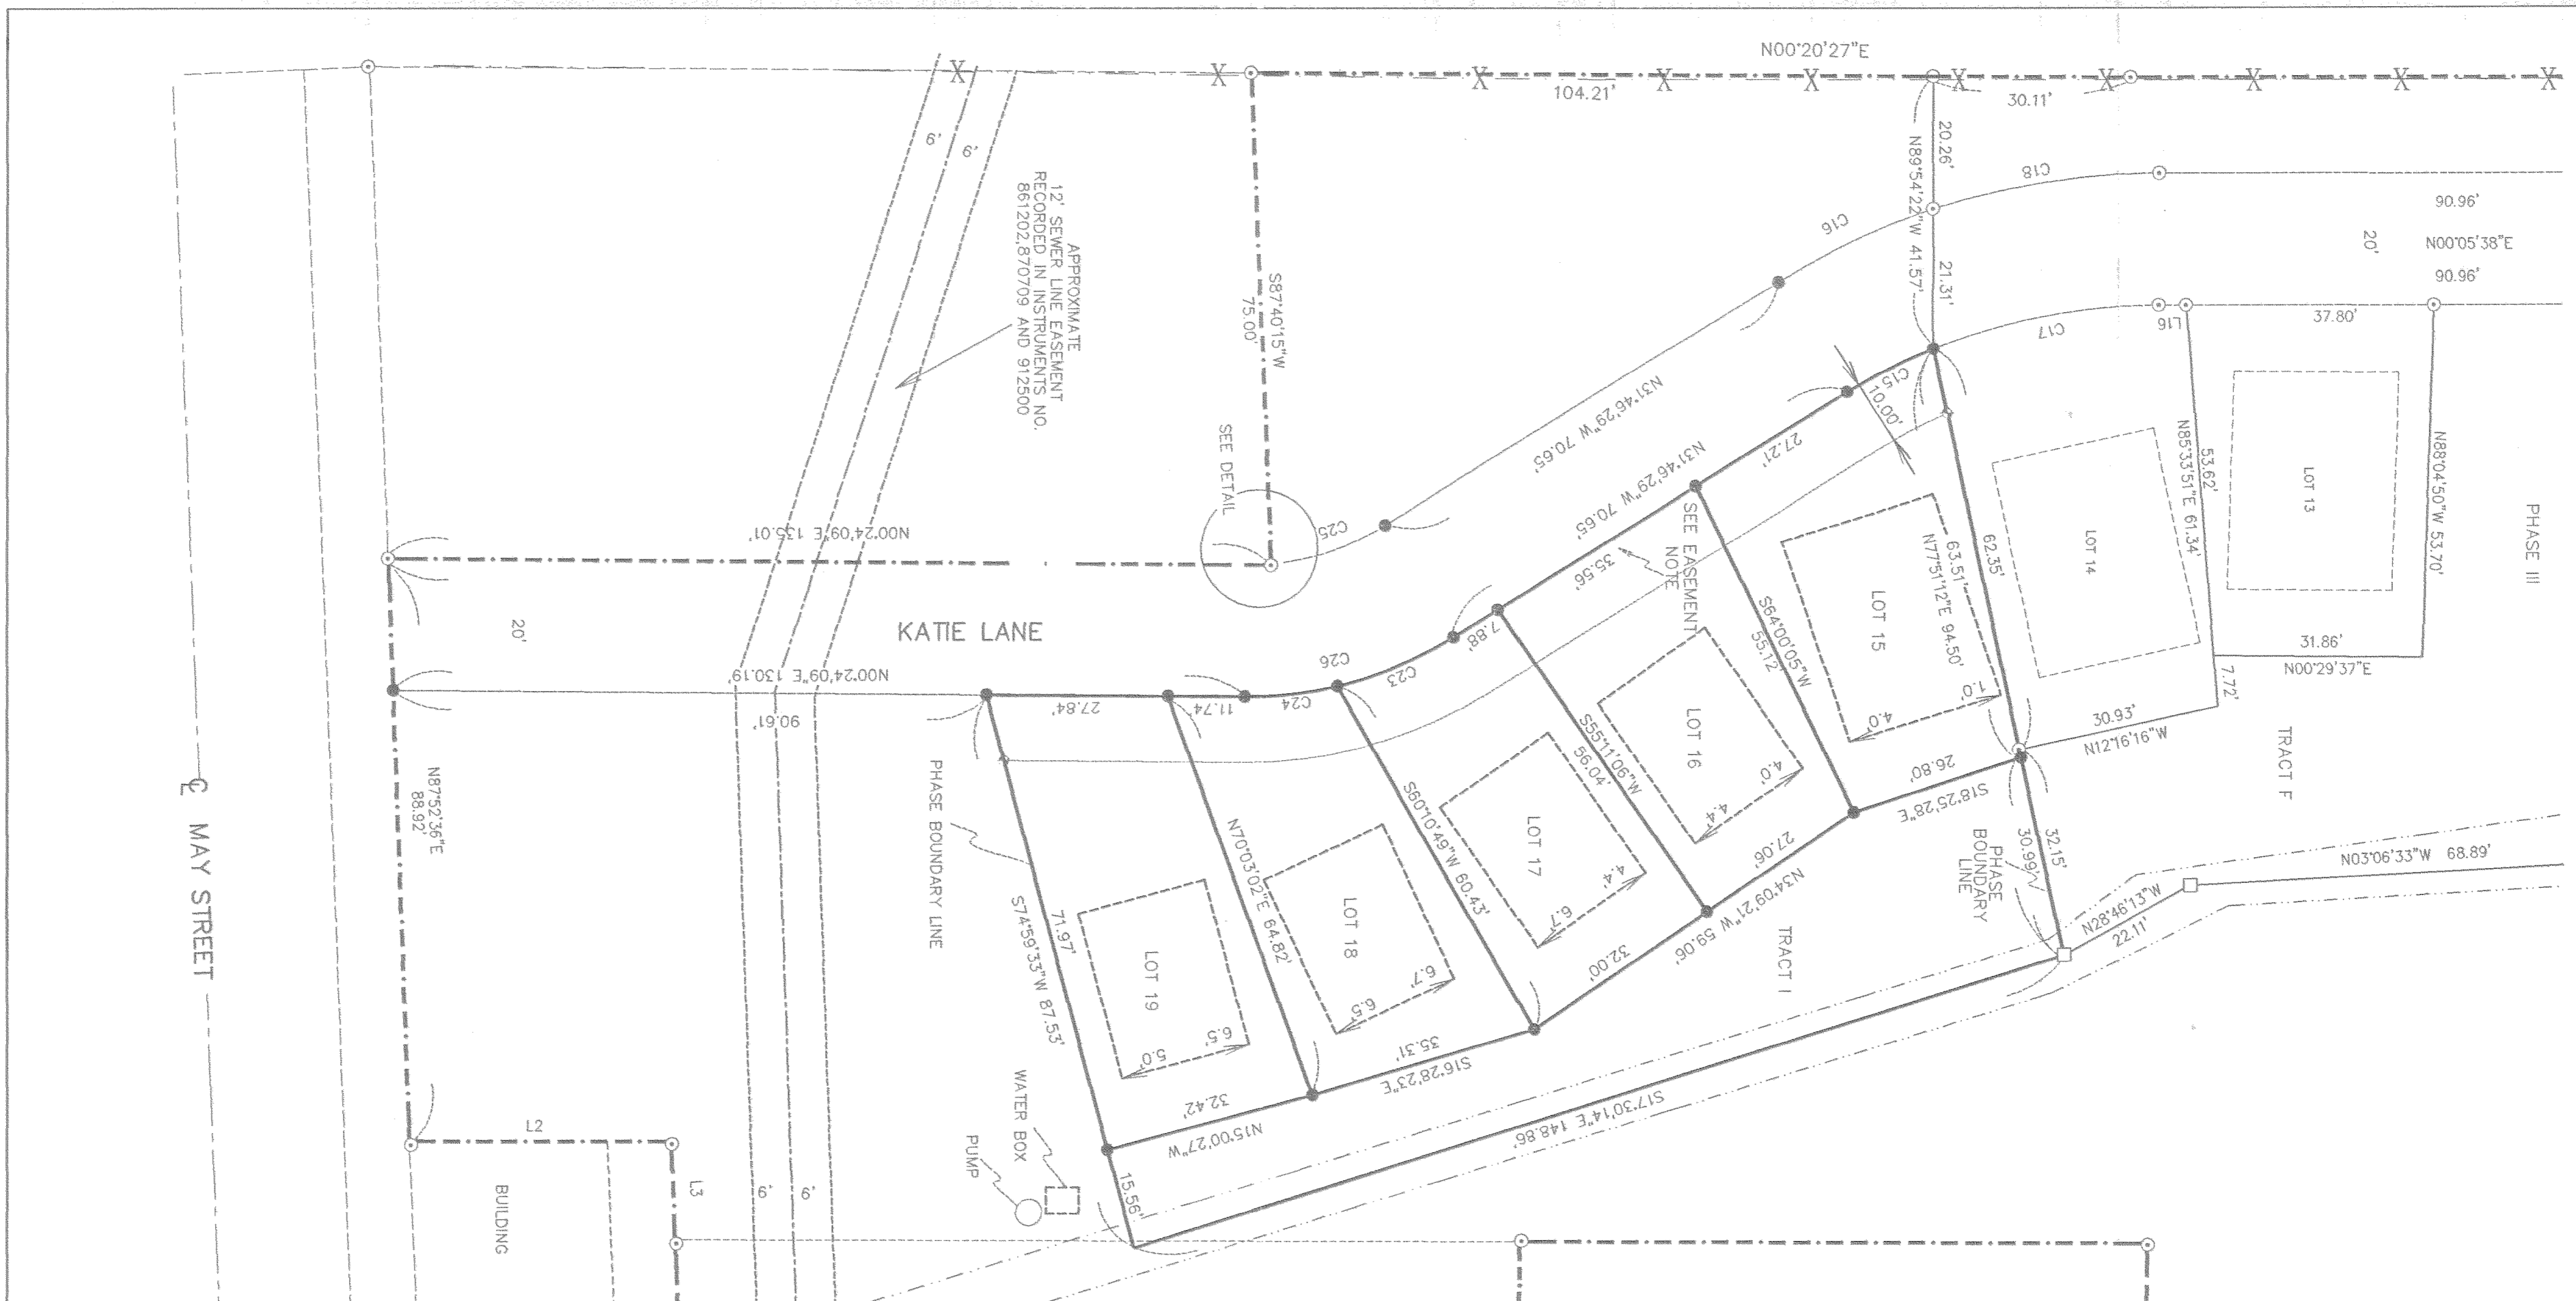 N00°20'27"E
104.21'
30.11'
X X X X X X X X X
20.26'
N89°54'22"W 41.57'
21.31'
C18
C16
C17
L16
90.96'
N00°05'38"E
90.96'
20'
37.80'
N85°33'51"E 61.34'
53.62'
LOT 13
N88°04'50"W 53.70'
PHASE III
31.86'
N00°29'37"E
7.72'
LOT 14
30.93'
N12°16'16"W
TRACT F
6' 6'
APPROXIMATE
12' SEWER LINE EASEMENT
RECORDED IN INSTRUMENTS NO.
861202,870709 AND 912500
S87°40'15"W
75.00'
SEE DETAIL
C25
N31°46'29"W 70.65'
N31°46'29"W 70.65'
C15
10.00'
27.21'
35.56'
7.88'
SEE EASEMENT
NOTE
62.35'
63.51'
N77°51'12"E 94.50'
LOT 15
1.0'
4.0'
S64°00'05"W
55.12'
26.80'
S18°25'28"E
LOT 16
4.0'
4.4'
S55°11'06"W
56.04'
27.06'
N34°09'21"W 59.06'
32.00'
LOT 17
4.4'
6.7'
S60°10'49"W 60.43'
LOT 18
6.7'
6.5'
35.31'
S16°28'23"E
N70°03'02"E 64.82'
LOT 19
6.5'
5.0'
32.42'
N15°00'27"W
71.97'
S74°59'33"W 87.53'
15.56'
N00°24'09"E 135.01'
KATIE LANE
20'
N00°24'09"E 130.19'
90.61'
27.84'
11.74'
C24
C26
C23
PHASE BOUNDARY LINE
TRACT I
32.15'
30.99'
PHASE
BOUNDARY
LINE
N03°06'33"W 68.89'
N28°46'13"W
22.11'
S17°30'14"E 148.86'
WATER BOX
PUMP
℄ MAY STREET
N87°52'36"E
88.92'
L2
L3
BUILDING
6' 6'